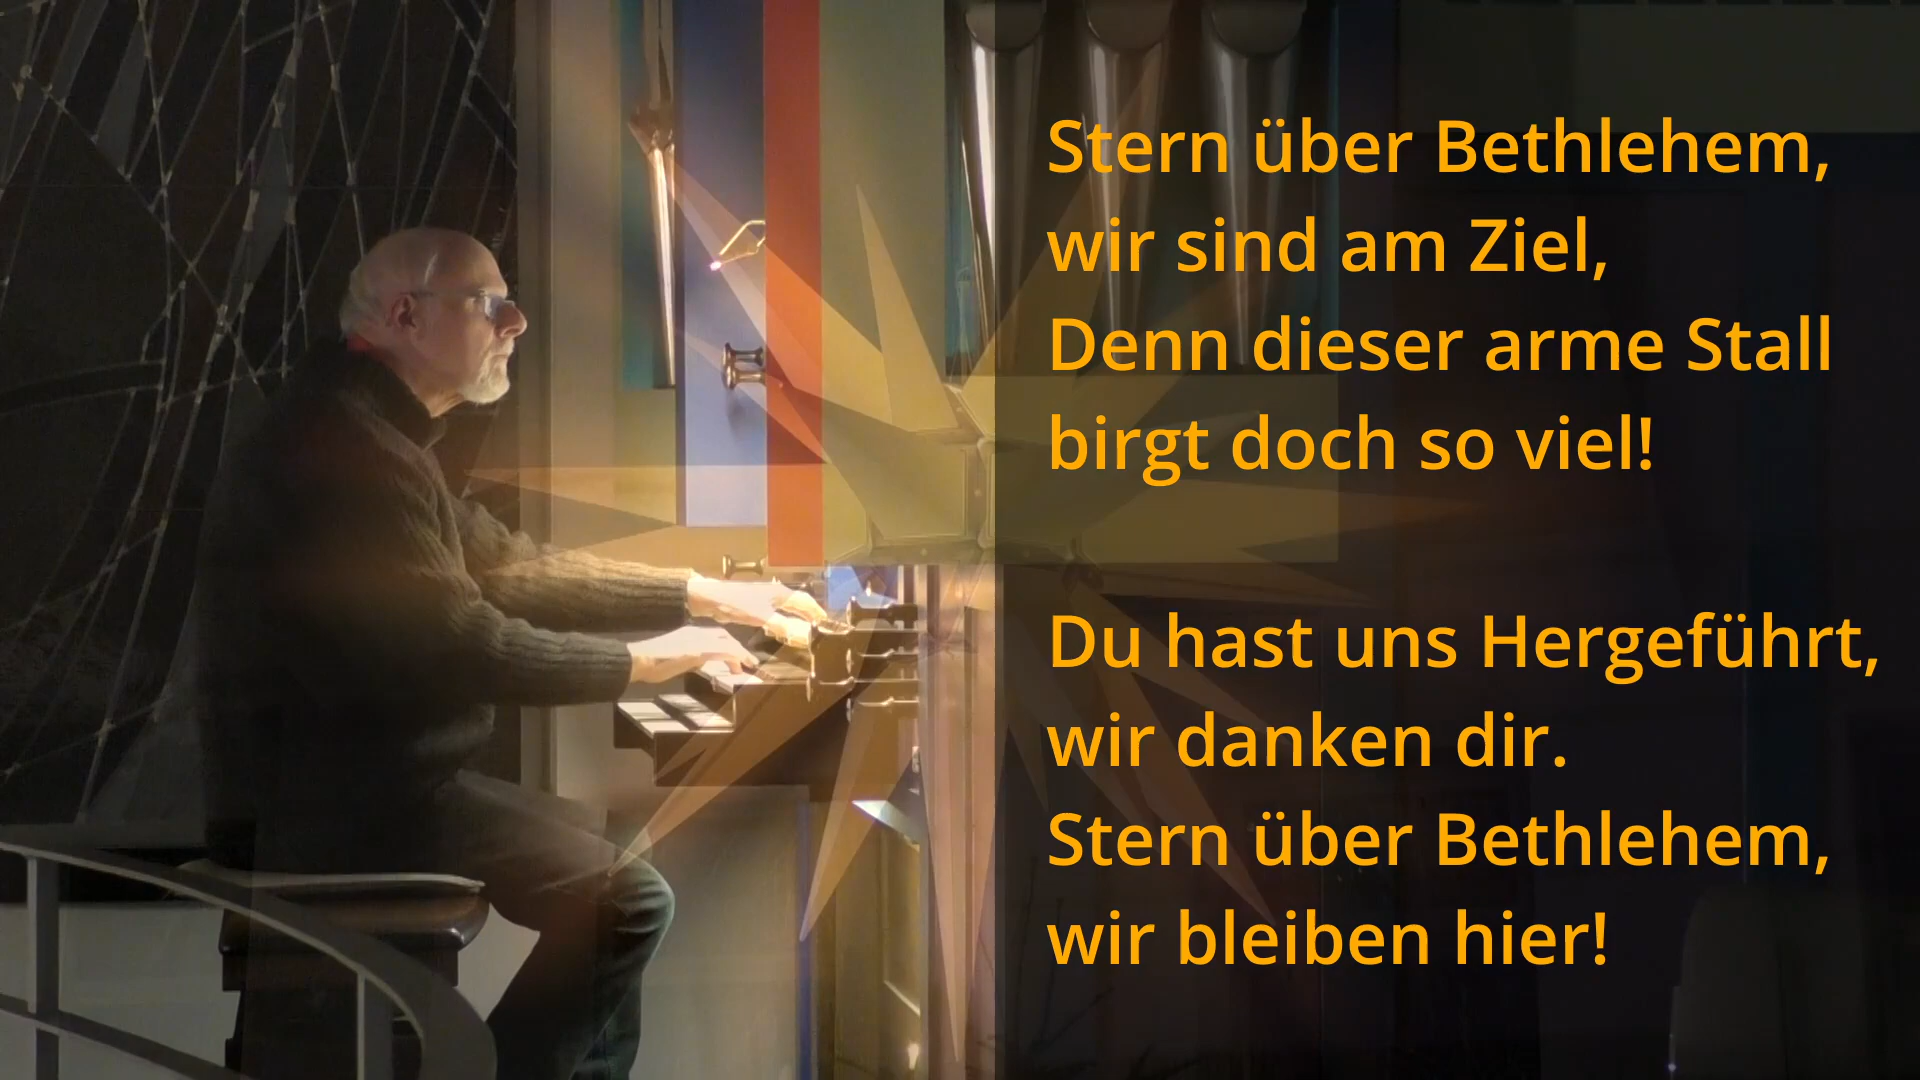 Stern über Bethlehem,
wir sind am Ziel,
Denn dieser arme Stall
birgt doch so viel!
Du hast uns Hergeführt,
wir danken dir.
Stern über Bethlehem,
wir bleiben hier!